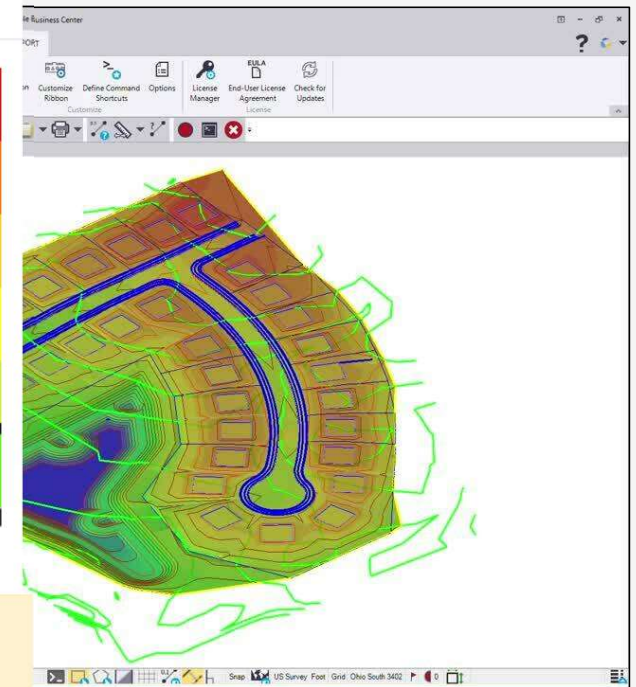 Business Center
PORT
Customize Ribbon
Define Command Shortcuts
Options
License Manager
EULA
End-User License Agreement
Check for Updates
Customize
License
Snap
US Survey Foot
Grid
Ohio South 3402
0